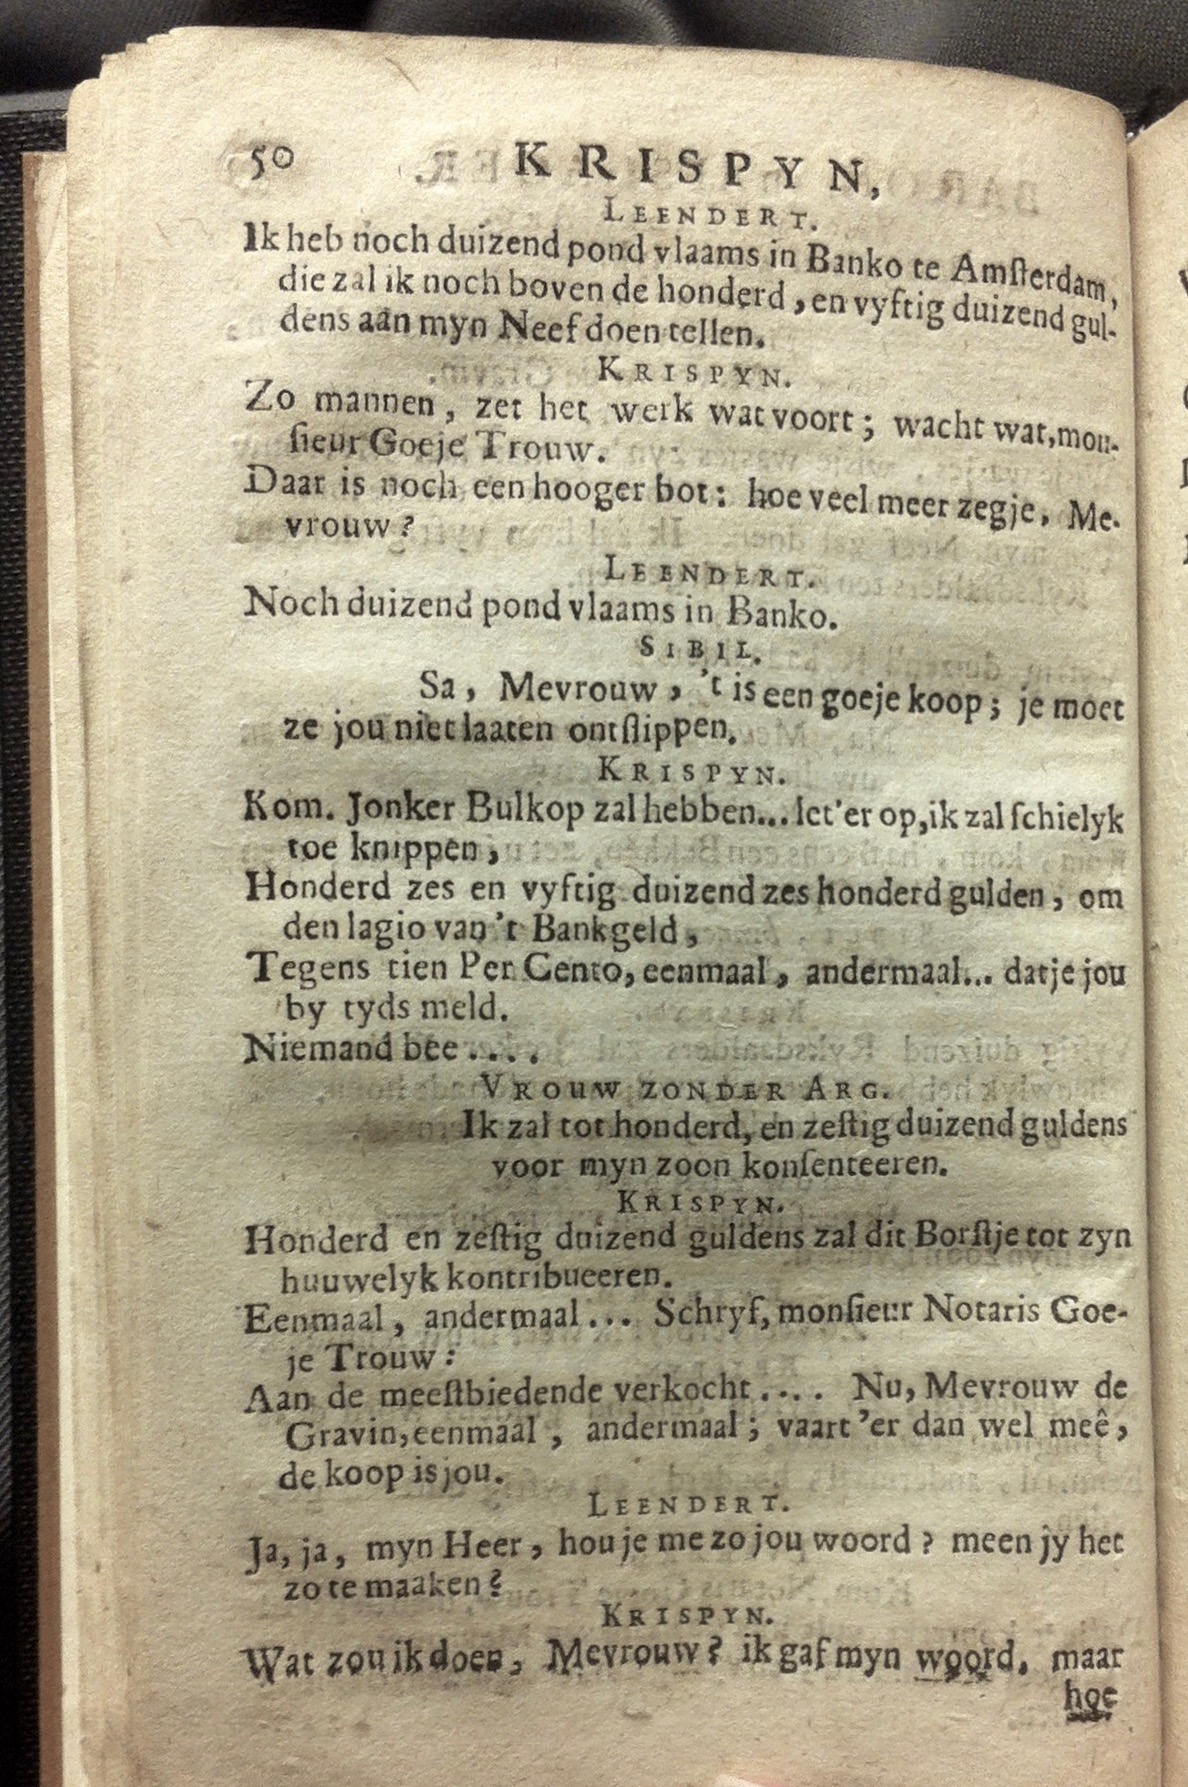 50 KRISPYN,
LEENDERT.
Ik heb noch duizend pond vlaams in Banko te Amſterdam,
die zal ik noch boven de honderd, en vyftig duizend gul-
dens aan myn Neef doen tellen.
KRISPYN.
Zo mannen, zet het werk wat voort; wacht wat, mon-
ſieur Goeje Trouw.
Daar is noch een hooger bot: hoe veel meer zegje, Me-
vrouw?
LEENDERT.
Noch duizend pond vlaams in Banko.
SIBIL.
Sa, Mevrouw, 't is een goeje koop; je moet
ze jou niet laaten ontſlippen.
KRISPYN.
Kom. Jonker Bulkop zal hebben... let'er op, ik zal ſchielyk
toe knippen,
Honderd zes en vyftig duizend zes honderd gulden, om
den lagio van 't Bankgeld,
Tegens tien Per Cento, eenmaal, andermaal... datje jou
by tyds meld.
Niemand bee....
VROUW ZONDER ARG.
Ik zal tot honderd, en zeſtig duizend guldens
voor myn zoon konſenteeren.
KRISPYN.
Honderd en zeſtig duizend guldens zal dit Borſtje tot zyn
huuwelyk kontribueeren.
Eenmaal, andermaal... Schryf, monſieur Notaris Goe-
je Trouw:
Aan de meeſtbiedende verkocht.... Nu, Mevrouw de
Gravin, eenmaal, andermaal; vaart 'er dan wel meê,
de koop is jou.
LEENDERT.
Ja, ja, myn Heer, hou je me zo jou woord? meen jy het
zo te maaken?
KRISPYN.
Wat zou ik doen, Mevrouw? ik gaf myn woord, maar
hoe